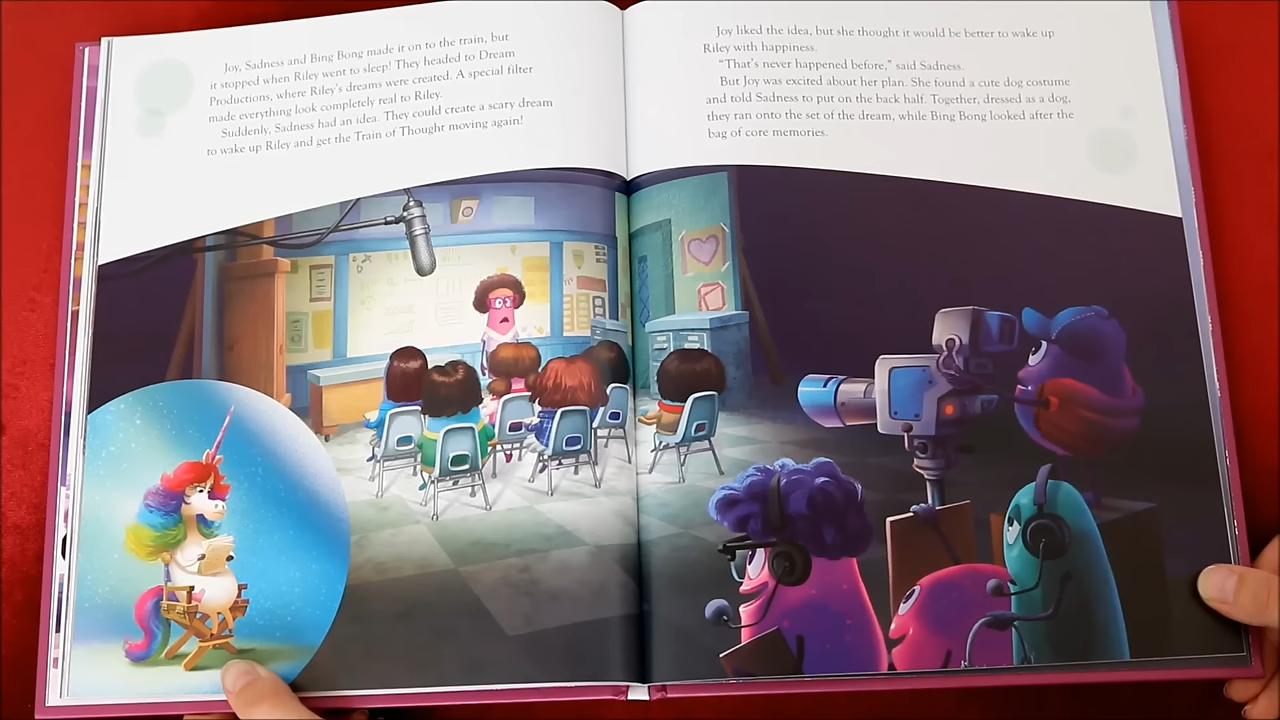 Joy, Sadness and Bing Bong made it on to the train, but
it stopped when Riley went to sleep! They headed to Dream
Productions, where Riley's dreams were created. A special filter
made everything look completely real to Riley.
Suddenly, Sadness had an idea. They could create a scary dream
to wake up Riley and get the Train of Thought moving again!
Joy liked the idea, but she thought it would be better to wake up
Riley with happiness.
"That's never happened before," said Sadness.
But Joy was excited about her plan. She found a cute dog costume
and told Sadness to put on the back half. Together, dressed as a dog,
they ran onto the set of the dream, while Bing Bong looked after the
bag of core memories.